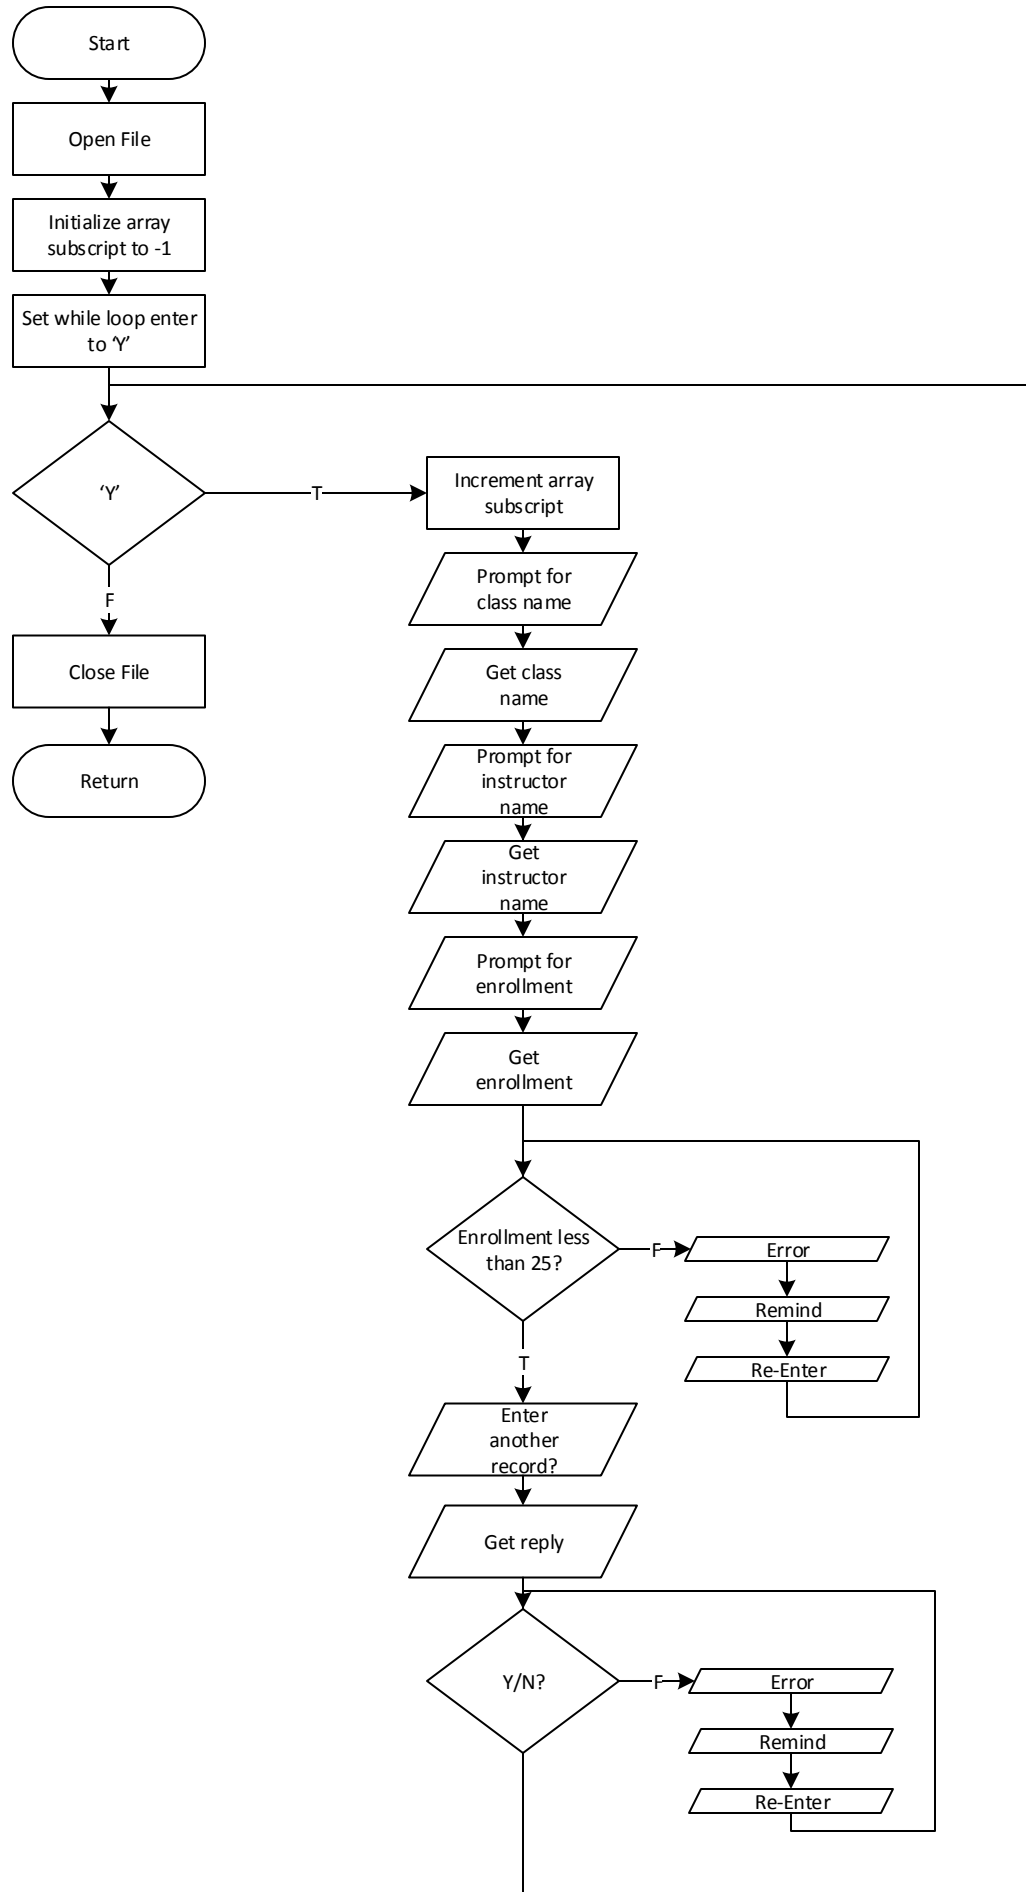 Start
Open File
Initialize array
subscript to -1
Set while loop enter
to ‘Y’
‘Y’
T
F
Close File
Return
Increment array
subscript
Prompt for
class name
Get class
name
Prompt for
instructor
name
Get
instructor
name
Prompt for
enrollment
Get
enrollment
Enrollment less
than 25?
F
Error
Remind
Re-Enter
T
Enter
another
record?
Get reply
Y/N?
F
Error
Remind
Re-Enter